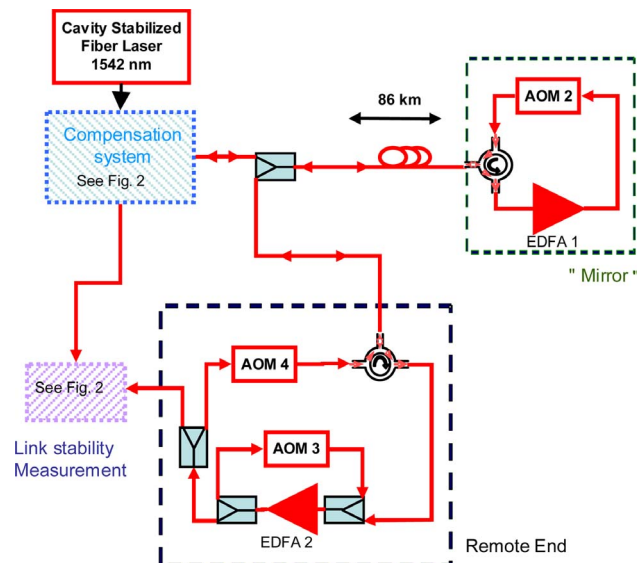 Cavity Stabilized
Fiber Laser
1542 nm
Compensation
system
See Fig. 2
86 km
AOM 2
EDFA 1
" Mirror "
AOM 4
See Fig. 2
Link stability
Measurement
AOM 3
EDFA 2
Remote End